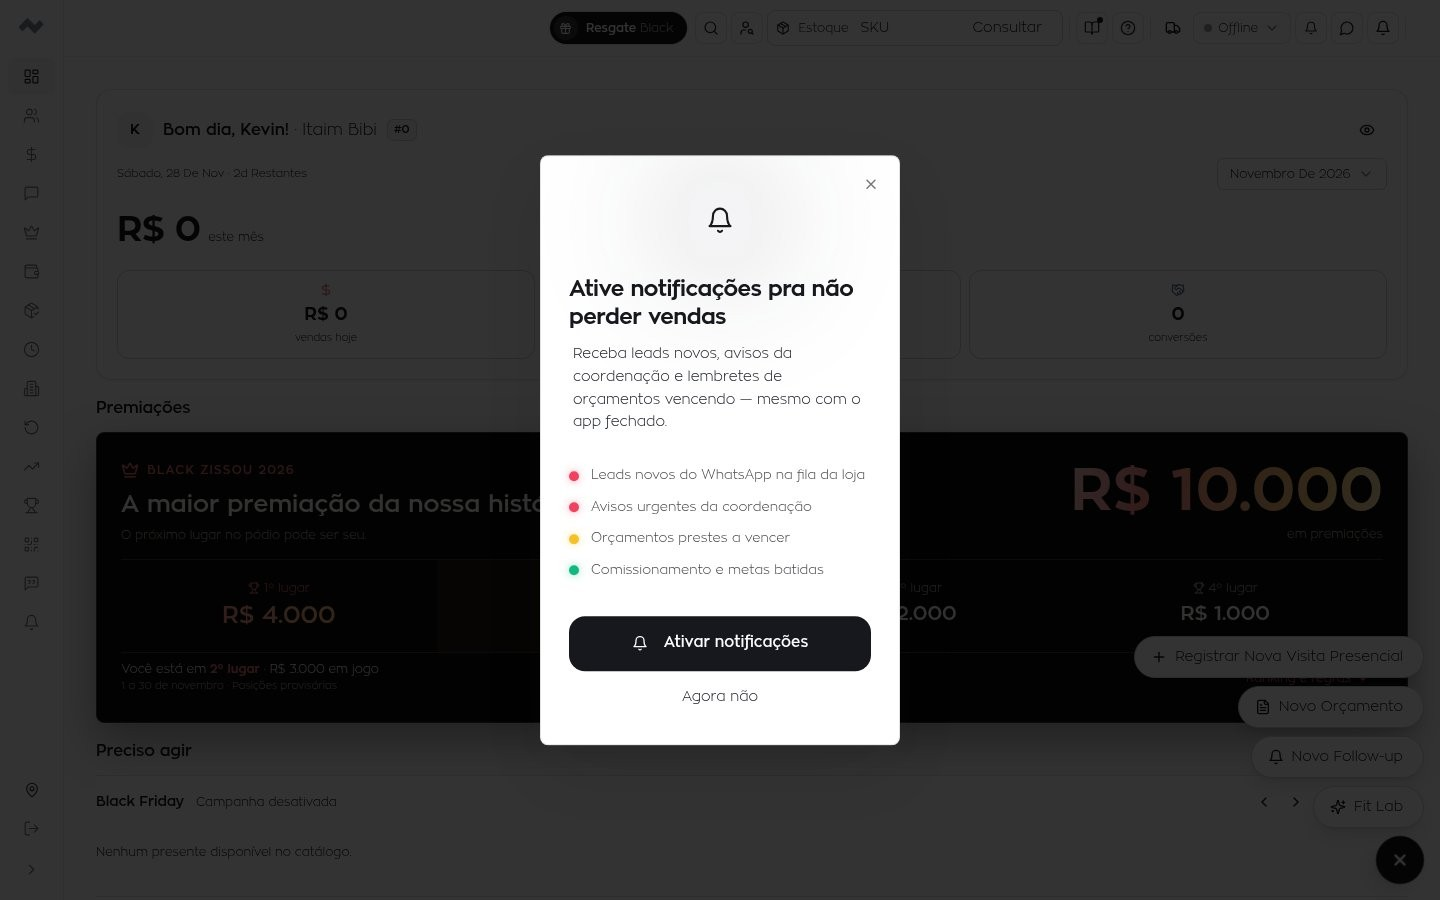 Resgate Black
Estoque SKU Consultar
Offline
K Bom dia, Kevin! · Itaim Bibi #0
Sábado, 28 De Nov · 2d Restantes
Novembro De 2026
R$ 0 este mês
R$ 0
vendas hoje
0
conversões
Premiações
BLACK ZISSOU 2026
A maior premiação da nossa histo
O próximo lugar no pódio pode ser seu.
R$ 10.000
em premiações
1º lugar
R$ 4.000
lugar
2.000
4º lugar
R$ 1.000
Você está em 2º lugar · R$ 3.000 em jogo
1 a 30 de novembro · Posições provisórias
Ranking e regras
Preciso agir
Black Friday Campanha desativada
Nenhum presente disponível no catálogo.
Ative notificações pra não
perder vendas
Receba leads novos, avisos da
coordenação e lembretes de
orçamentos vencendo — mesmo com o
app fechado.
Leads novos do WhatsApp na fila da loja
Avisos urgentes da coordenação
Orçamentos prestes a vencer
Comissionamento e metas batidas
Ativar notificações
Agora não
Registrar Nova Visita Presencial
Novo Orçamento
Novo Follow-up
Fit Lab